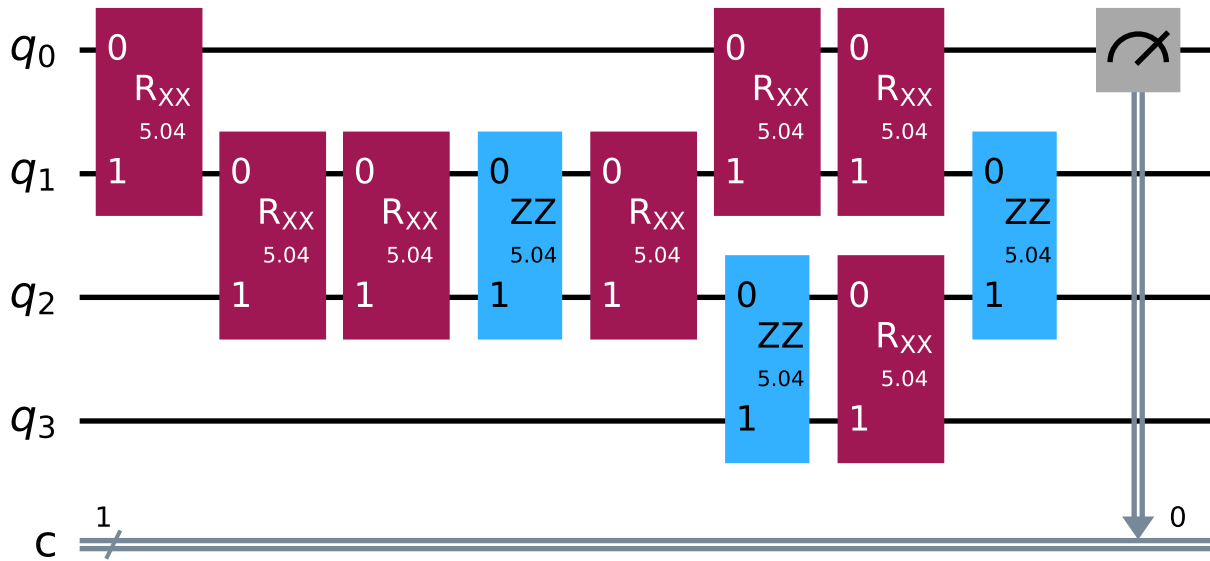 q0 0 0 0
RXX RXX RXX
5.04 5.04 5.04
q1 1 0 0 0 0 1 1 0
RXX RXX ZZ RXX ZZ
5.04 5.04 5.04 5.04 5.04
q2 1 1 1 1 0 0 1
ZZ RXX
5.04 5.04
q3 1 1
1 0
c